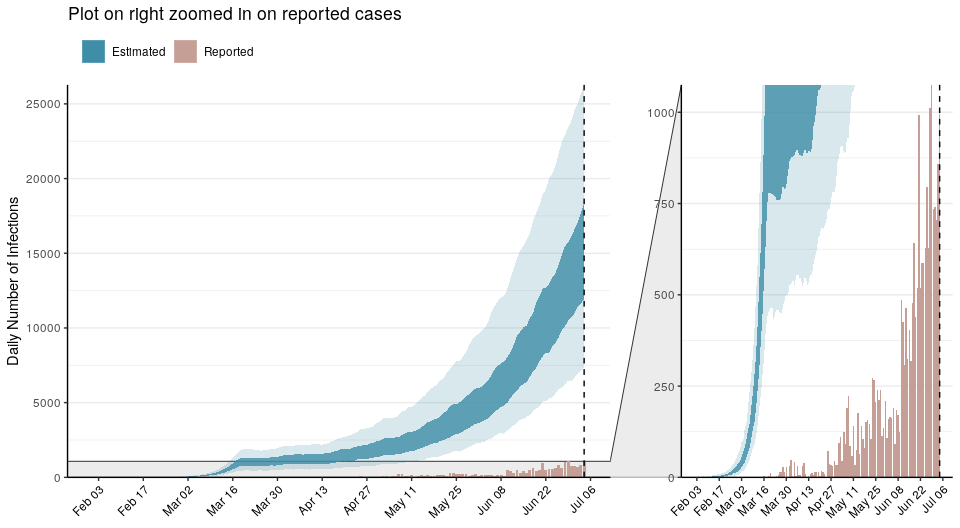 Plot on right zoomed in on reported cases
Estimated Reported
Daily Number of Infections
25000
20000
15000
10000
5000
0
Feb 03 Feb 17 Mar 02 Mar 16 Mar 30 Apr 13 Apr 27 May 11 May 25 Jun 08 Jun 22 Jul 06
1000
750
500
250
0
Feb 03 Feb 17 Mar 02 Mar 16 Mar 30 Apr 13 Apr 27 May 11 May 25 Jun 08 Jun 22 Jul 06